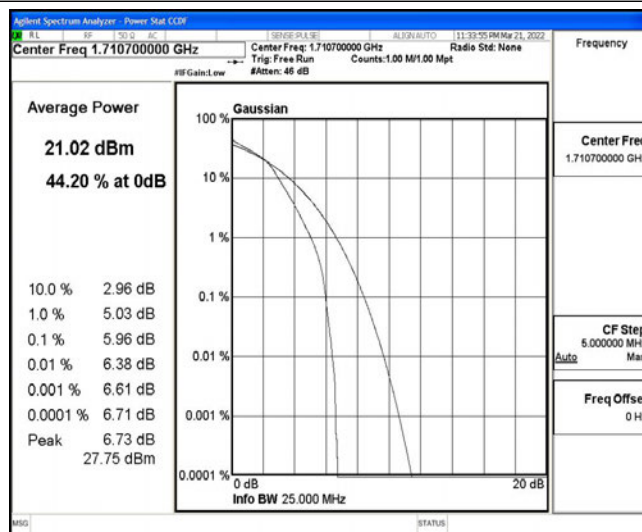 Agilent Spectrum Analyzer - Power Stat CCDF
RL RF 50 Ω AC SENSE:PULSE ALIGN AUTO 11:33:55 PM Mar 21, 2022
Center Freq 1.710700000 GHz
Center Freq: 1.710700000 GHz Radio Std: None
Trig: Free Run Counts:1.00 M/1.00 Mpt
#IFGain:Low #Atten: 46 dB
Frequency
Average Power
21.02 dBm
44.20 % at 0dB
10.0 % 2.96 dB
1.0 % 5.03 dB
0.1 % 5.96 dB
0.01 % 6.38 dB
0.001 % 6.61 dB
0.0001 % 6.71 dB
Peak 6.73 dB
27.75 dBm
Gaussian
100 %
10 %
1 %
0.1 %
0.01 %
0.001 %
0.0001 %
0 dB 20 dB
Info BW 25.000 MHz
Center Fre
1.710700000 GH
CF Step
5.000000 MH
Auto Ma
Freq Offse
0 H
MSG STATUS